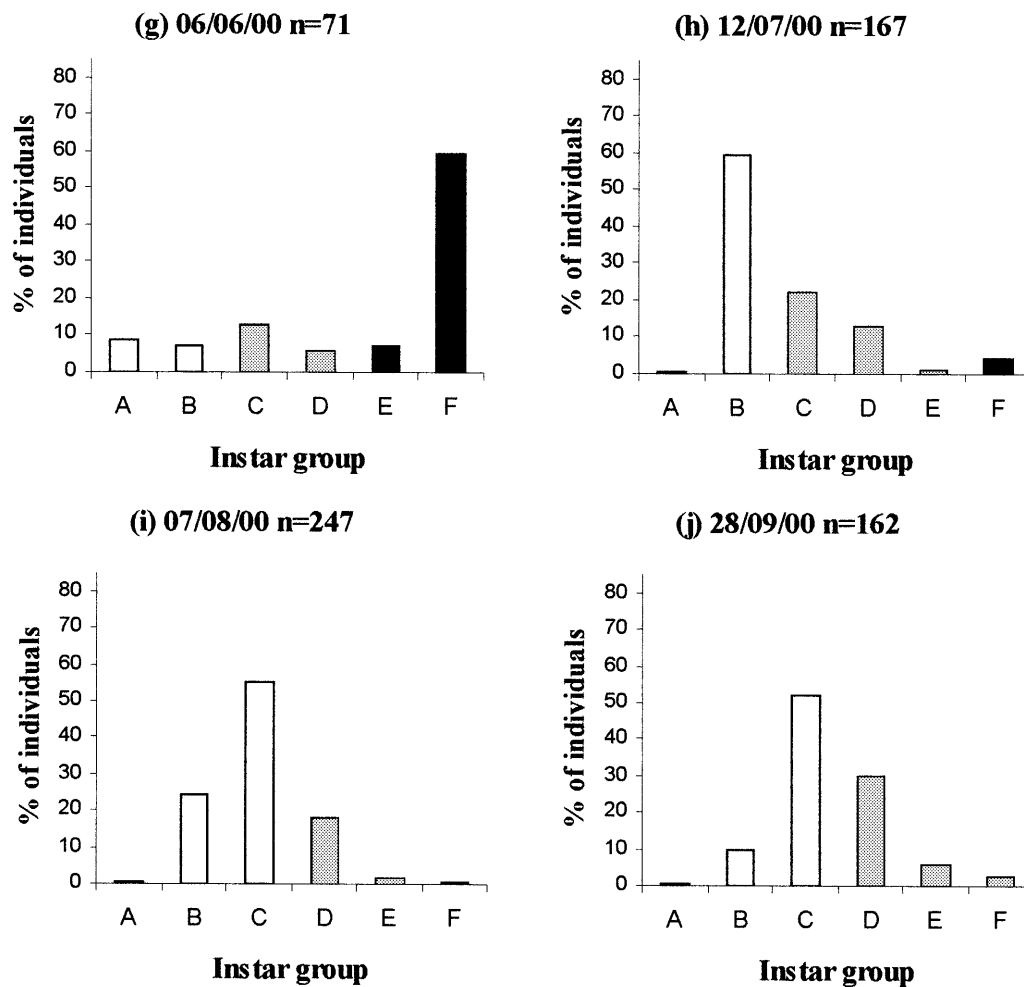 (g) 06/06/00 n=71
% of individuals
80
70
60
50
40
30
20
10
0
A B C D E F
Instar group
(h) 12/07/00 n=167
% of individuals
80
70
60
50
40
30
20
10
0
A B C D E F
Instar group
(i) 07/08/00 n=247
% of individuals
80
70
60
50
40
30
20
10
0
A B C D E F
Instar group
(j) 28/09/00 n=162
% of individuals
80
70
60
50
40
30
20
10
0
A B C D E F
Instar group